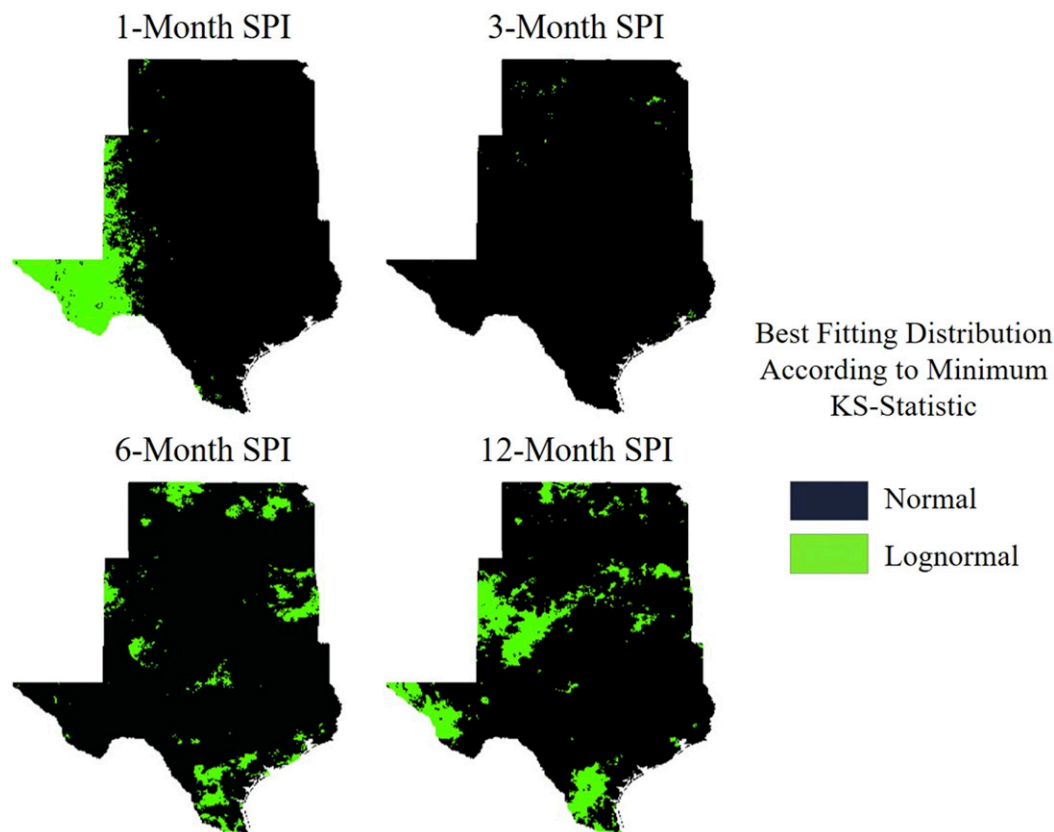 1-Month SPI
3-Month SPI
Best Fitting Distribution
According to Minimum
KS-Statistic
6-Month SPI
12-Month SPI
Normal
Lognormal